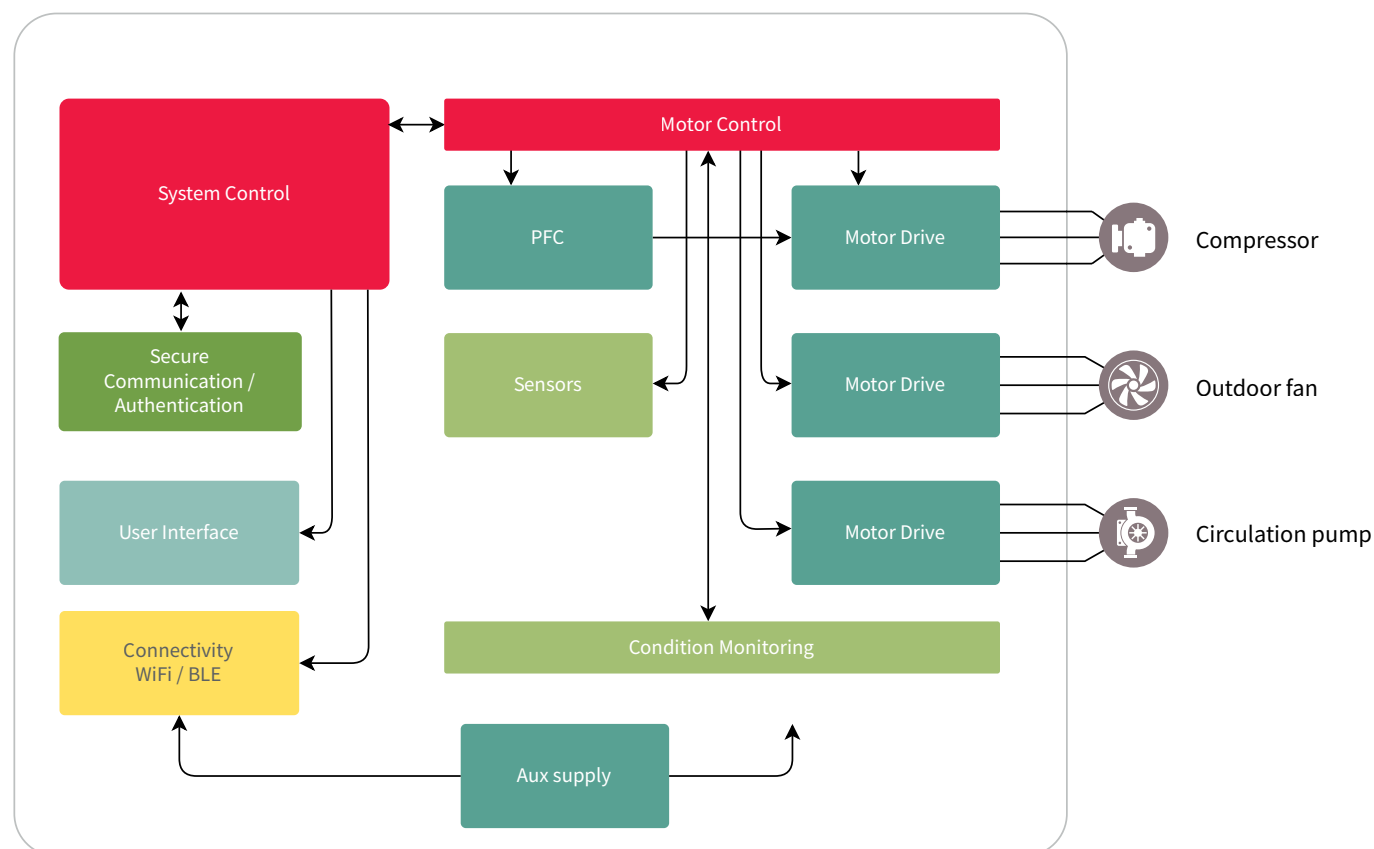 Motor Control
System Control
PFC
Motor Drive
Compressor
Secure
Communication /
Authentication
Sensors
Motor Drive
Outdoor fan
User Interface
Motor Drive
Circulation pump
Connectivity
WiFi / BLE
Condition Monitoring
Aux supply